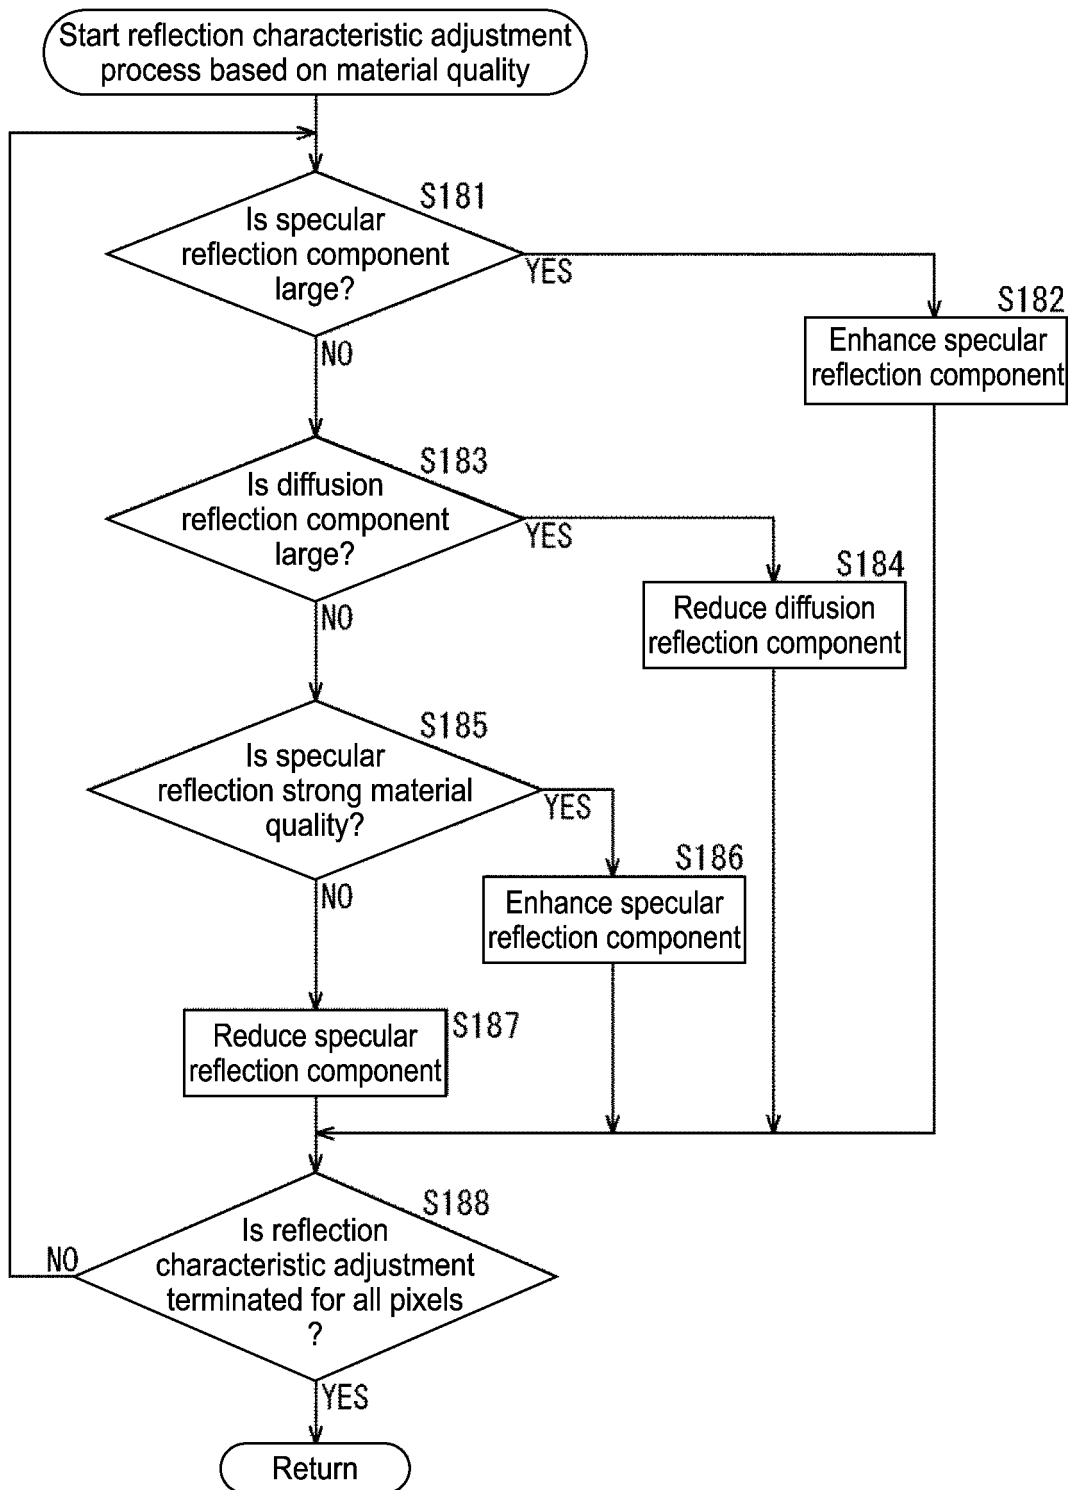 Start reflection characteristic adjustment
process based on material quality
S181
Is specular
reflection component
large?
YES
NO
S182
Enhance specular
reflection component
S183
Is diffusion
reflection component
large?
YES
NO
S184
Reduce diffusion
reflection component
S185
Is specular
reflection strong material
quality?
YES
NO
S186
Enhance specular
reflection component
S187
Reduce specular
reflection component
S188
Is reflection
characteristic adjustment
terminated for all pixels
?
NO
YES
Return